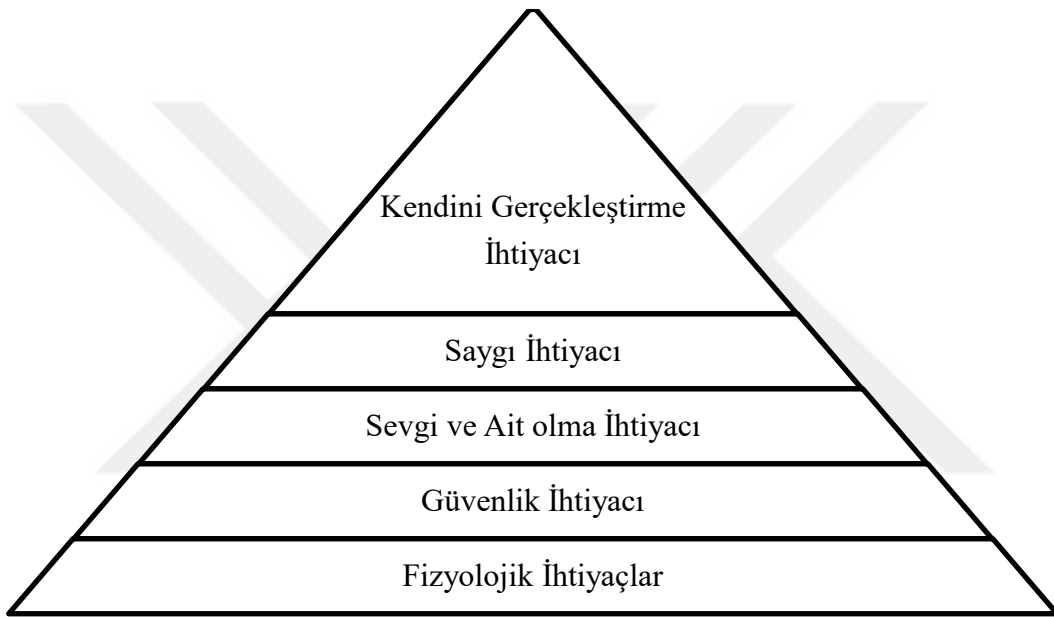 Kendini Gerçekleştirme
İhtiyacı
Saygı İhtiyacı
Sevgi ve Ait olma İhtiyacı
Güvenlik İhtiyacı
Fizyolojik İhtiyaçlar